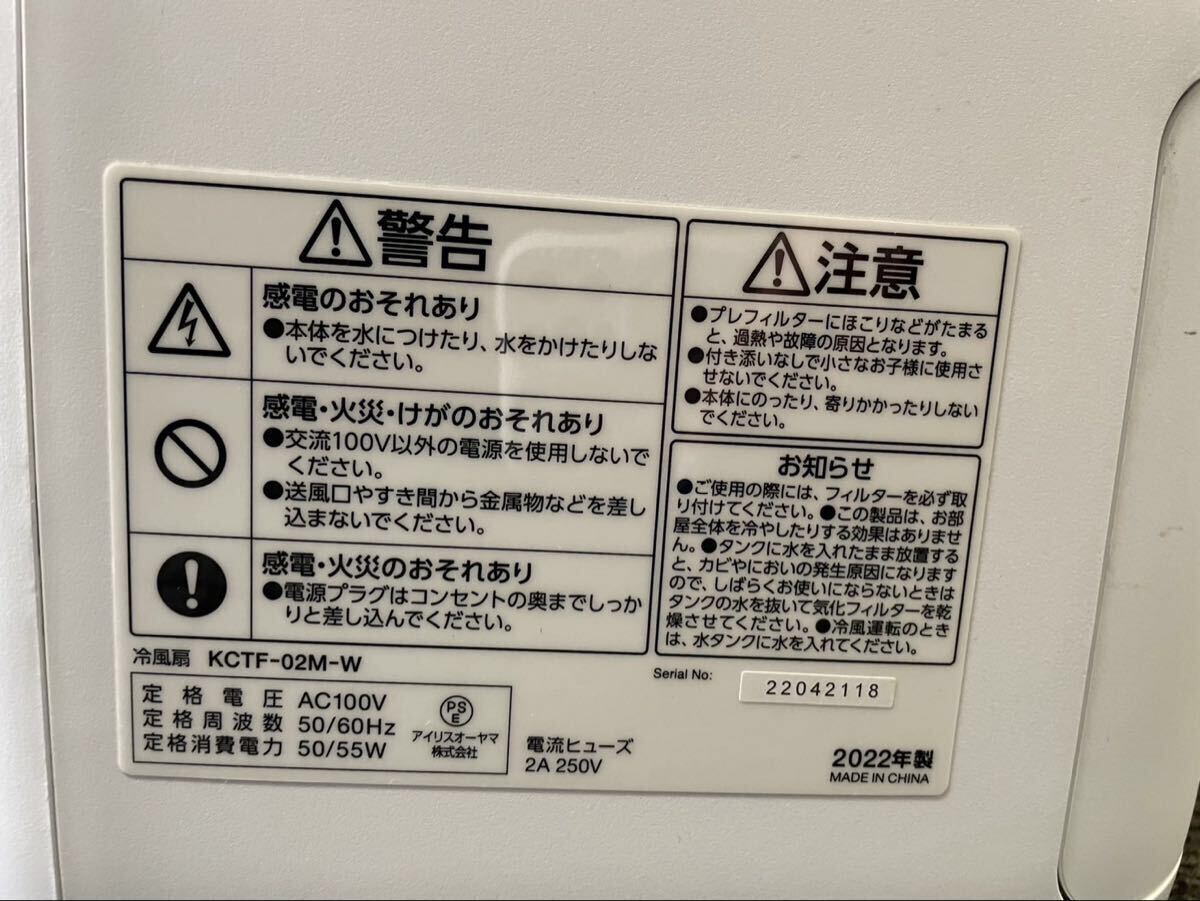 警告
感電のおそれあり
●本体を水につけたり、水をかけたりしな
いでください。
感電・火災・けがのおそれあり
●交流100V以外の電源を使用しないで
ください。
●送風口やすき間から金属物などを差し
込まないでください。
感電・火災のおそれあり
●電源プラグはコンセントの奥までしっか
りと差し込んでください。
注意
●プレフィルターにほこりなどがたまる
と、過熱や故障の原因となります。
●付き添いなしで小さなお子様に使用さ
せないでください。
●本体にのったり、寄りかかったりしない
でください。
お知らせ
●ご使用の際には、フィルターを必ず取
り付けてください。●この製品は、お部
屋全体を冷やしたりする効果はありませ
ん。●タンクに水を入れたまま放置する
と、カビやにおいの発生原因になります
ので、しばらくお使いにならないときは
タンクの水を抜いて気化フィルターを乾
燥させてください。●冷風運転のとき
は、水タンクに水を入れてください。
冷風扇 KCTF-02M-W
定格電圧 AC100V
定格周波数 50/60Hz
定格消費電力 50/55W
PS
E
アイリスオーヤマ
株式会社
電流ヒューズ
2A 250V
Serial No: 22042118
2022年製
MADE IN CHINA